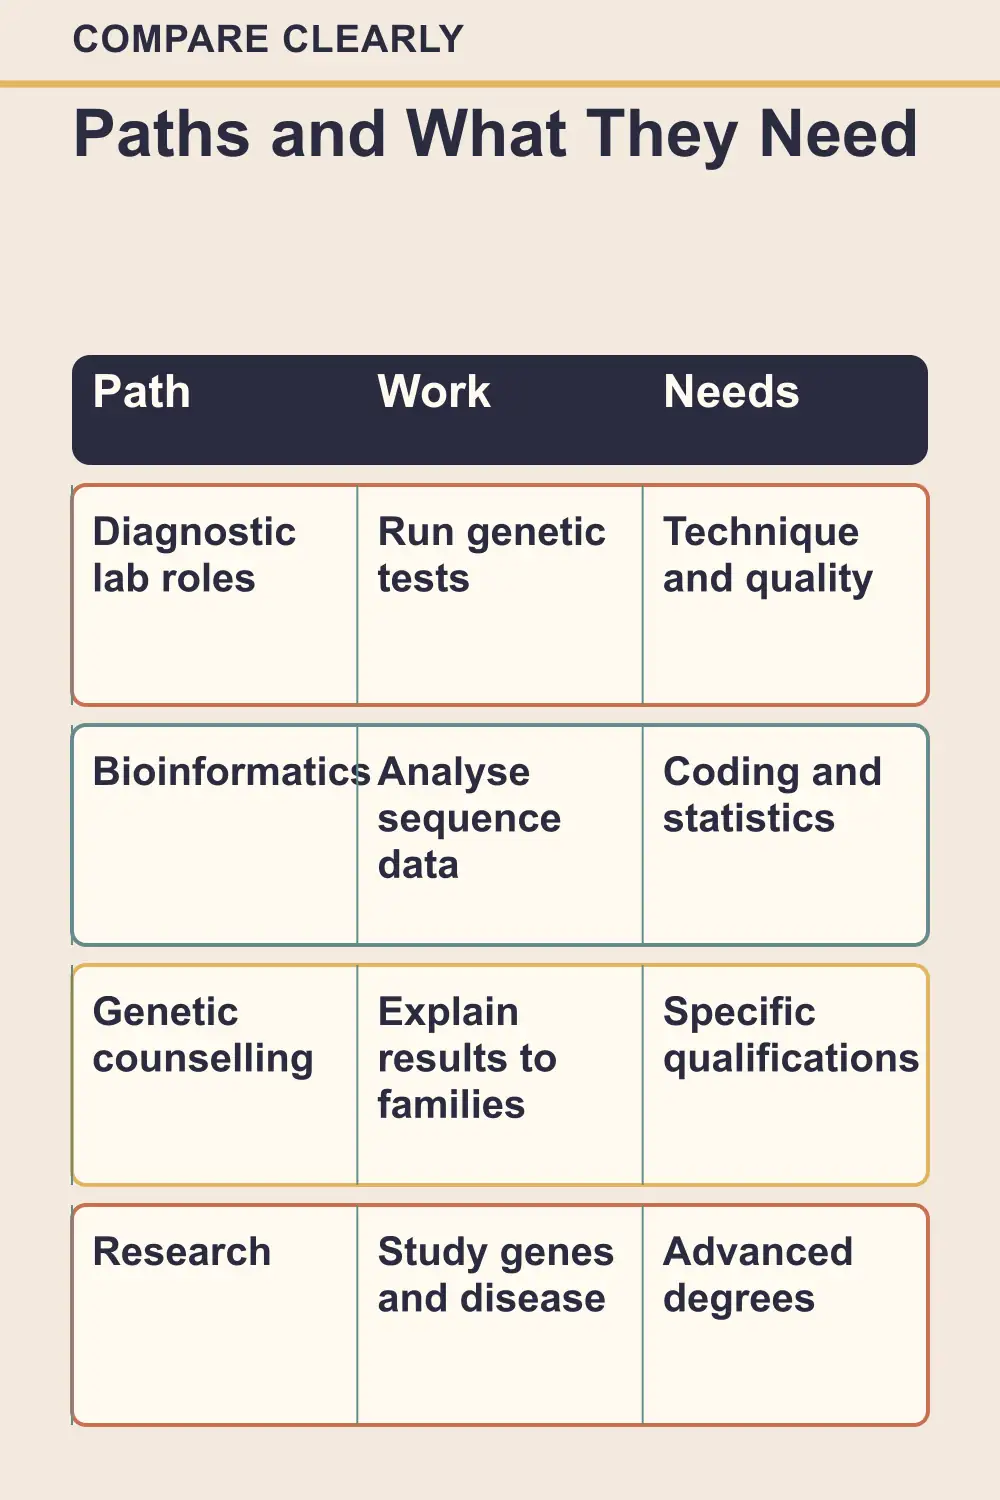 COMPARE CLEARLY
Paths and What They Need
Path Work Needs
Diagnostic
lab roles
Run genetic
tests
Technique
and quality
Bioinformatics
Analyse
sequence
data
Coding and
statistics
Genetic
counselling
Explain
results to
families
Specific
qualifications
Research
Study genes
and disease
Advanced
degrees